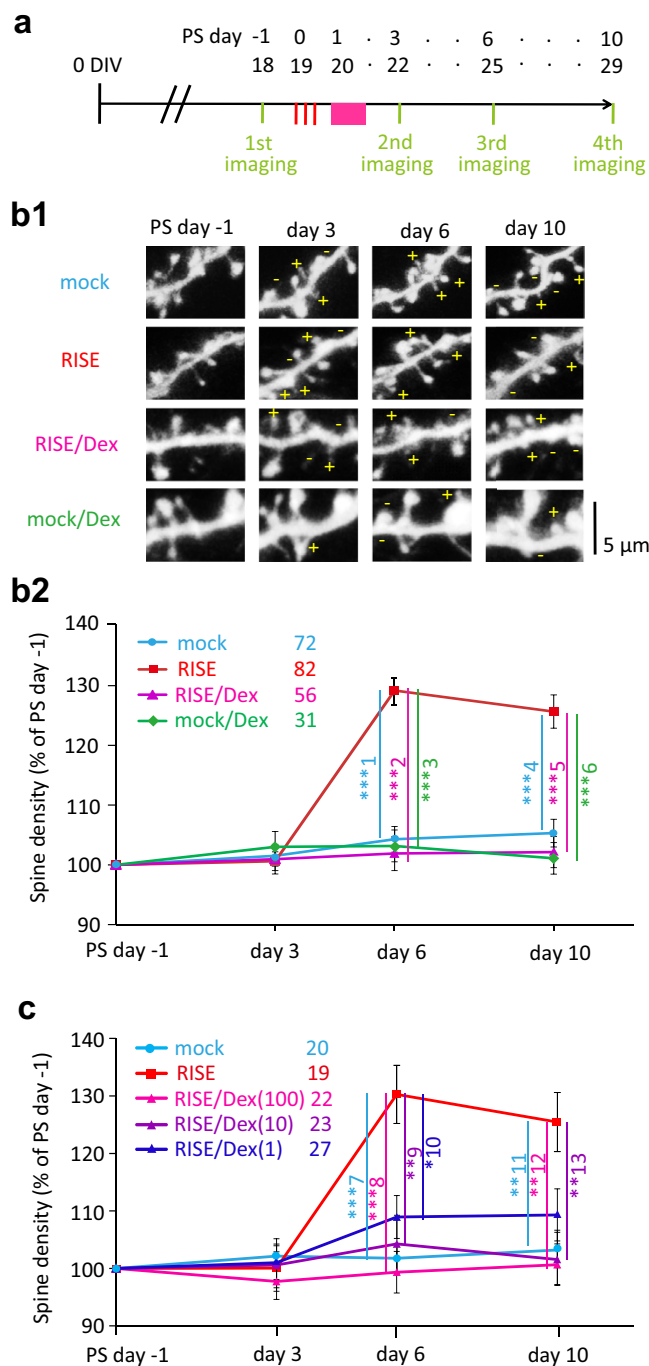 a
PS day -1 0 1 · 3 · · 6 · · · 10
0 DIV 18 19 20 · 22 · · 25 · · · 29
1st imaging 2nd imaging 3rd imaging 4th imaging
b1
PS day -1 day 3 day 6 day 10
mock
- + + - + + - + - +
RISE
+ - - + + + - + + -
RISE/Dex
+ + - - + + - + + - + -
mock/Dex
+ + - - + -
5 μm
b2
Spine density (% of PS day -1)
140
130
120
110
100
90
mock 72
RISE 82
RISE/Dex 56
mock/Dex 31
***1
***2
***3
***4
***5
***6
PS day -1 day 3 day 6 day 10
c
Spine density (% of PS day -1)
140
130
120
110
100
90
mock 20
RISE 19
RISE/Dex(100) 22
RISE/Dex(10) 23
RISE/Dex(1) 27
***7
***8
**9
*10
**11
**12
**13
PS day -1 day 3 day 6 day 10